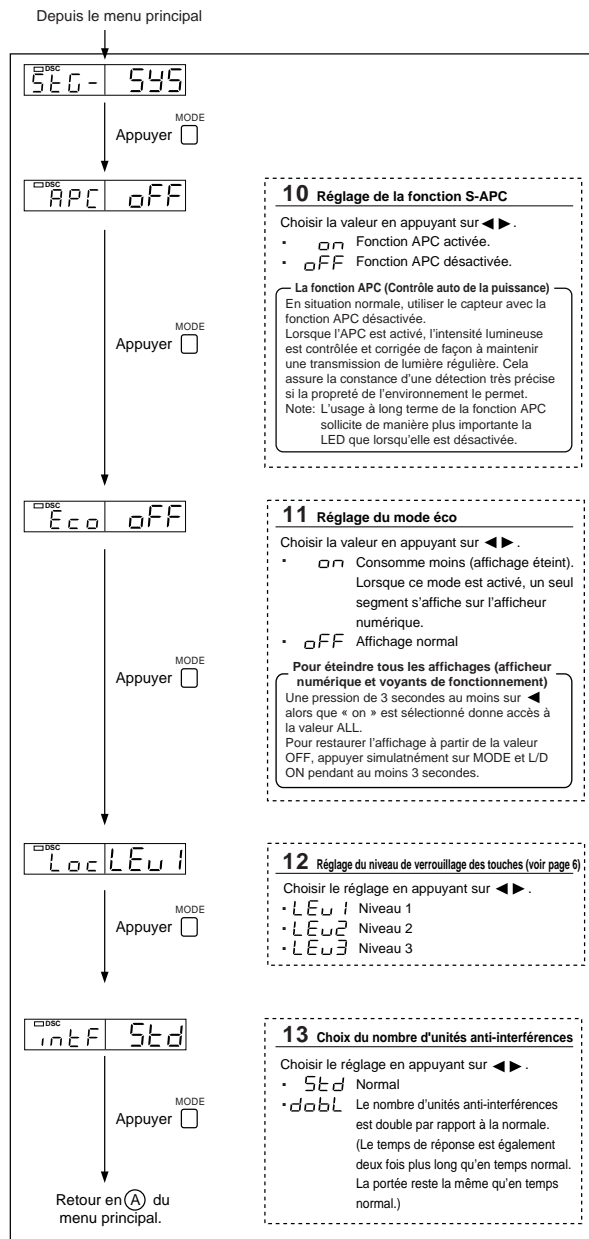 Depuis le menu principal
DSC
StG- SYS
MODE
Appuyer
DSC
APC oFF
MODE
Appuyer
10 Réglage de la fonction S-APC
Choisir la valeur en appuyant sur ◀ ▶ .
· on Fonction APC activée.
· oFF Fonction APC désactivée.
La fonction APC (Contrôle auto de la puissance)
En situation normale, utiliser le capteur avec la
fonction APC désactivée.
Lorsque l'APC est activé, l'intensité lumineuse
est contrôlée et corrigée de façon à maintenir
une transmission de lumière régulière. Cela
assure la constance d'une détection très précise
si la propreté de l'environnement le permet.
Note: L'usage à long terme de la fonction APC
sollicite de manière plus importante la
LED que lorsqu'elle est désactivée.
DSC
Eco oFF
MODE
Appuyer
11 Réglage du mode éco
Choisir la valeur en appuyant sur ◀ ▶ .
· on Consomme moins (affichage éteint).
Lorsque ce mode est activé, un seul
segment s'affiche sur l'afficheur
numérique.
· oFF Affichage normal
Pour éteindre tous les affichages (afficheur
numérique et voyants de fonctionnement)
Une pression de 3 secondes au moins sur ◀
alors que « on » est sélectionné donne accès à
la valeur ALL.
Pour restaurer l'affichage à partir de la valeur
OFF, appuyer simulatnément sur MODE et L/D
ON pendant au moins 3 secondes.
DSC
Loc LEv1
MODE
Appuyer
12 Réglage du niveau de verrouillage des touches (voir page 6)
Choisir le réglage en appuyant sur ◀ ▶ .
· LEv1 Niveau 1
· LEv2 Niveau 2
· LEv3 Niveau 3
DSC
intF Std
MODE
Appuyer
13 Choix du nombre d'unités anti-interférences
Choisir le réglage en appuyant sur ◀ ▶ .
· Std Normal
· dobL Le nombre d'unités anti-interférences
est double par rapport à la normale.
(Le temps de réponse est également
deux fois plus long qu'en temps normal.
La portée reste la même qu'en temps
normal.)
Retour en Ⓐ du
menu principal.